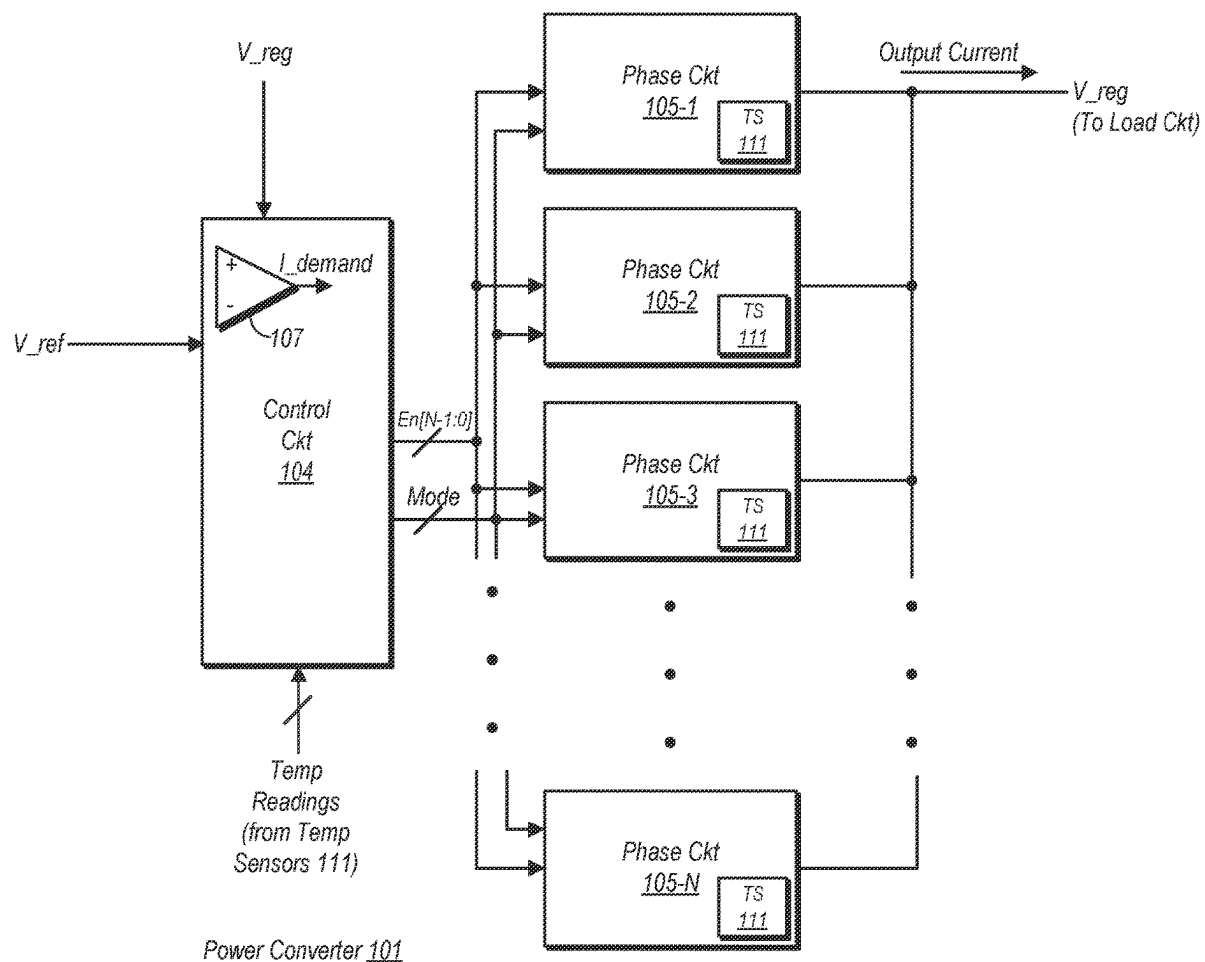 V_reg
Output Current
Phase Ckt
105-1
TS
111
V_reg
(To Load Ckt)
+
I_demand
-
107
V_ref
Phase Ckt
105-2
TS
111
Control
Ckt
104
En[N-1:0]
Mode
Phase Ckt
105-3
TS
111
Temp
Readings
(from Temp
Sensors 111)
Phase Ckt
105-N
TS
111
Power Converter 101